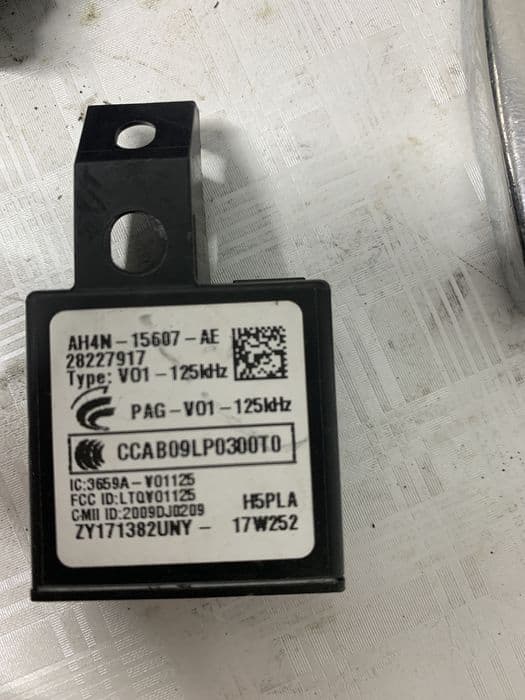 AH4N-15607-AE
28227917
Type: V01-125kHz
PAG-V01-125kHz
CCAB09LP0300T0
IC:3659A-V01125
FCC ID:LTQV01125
C-MII ID:2009DJ0209
H5PLA
ZY171382UNY- 17W252